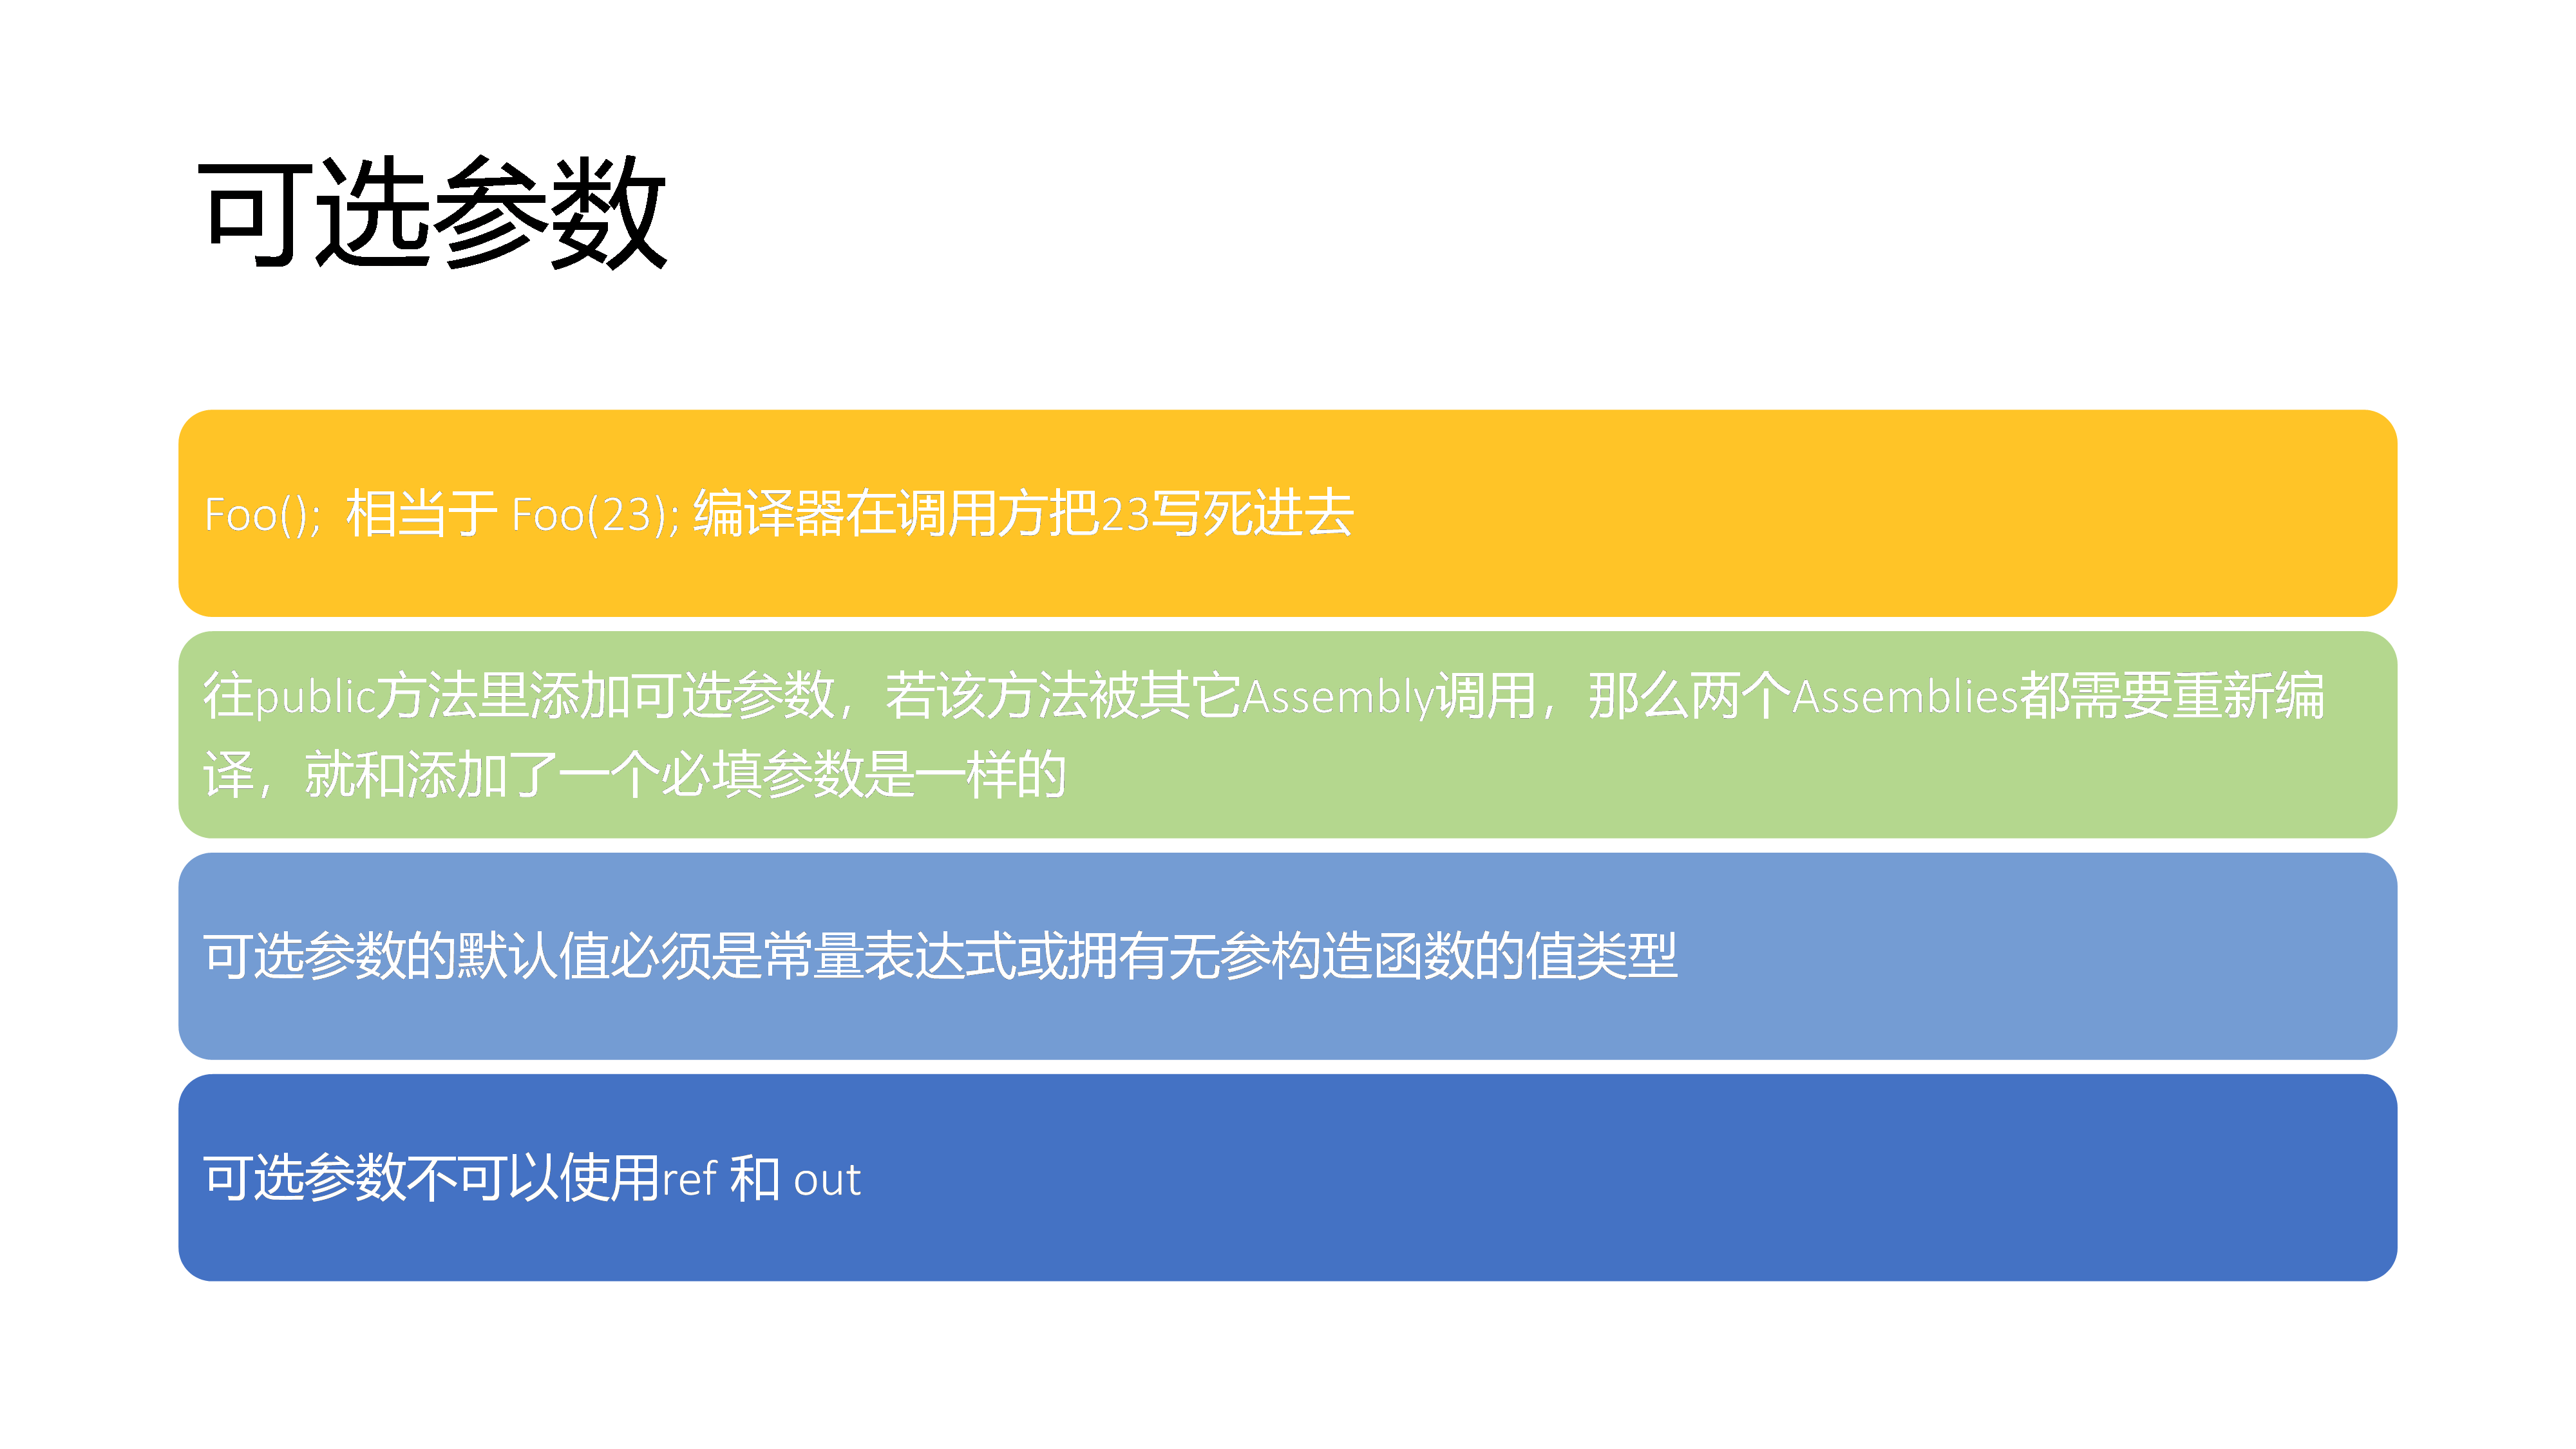 可选参数
Foo(); 相当于 Foo(23); 编译器在调用方把23写死进去
往public方法里添加可选参数，若该方法被其它Assembly调用，那么两个Assemblies都需要重新编
译，就和添加了一个必填参数是一样的
可选参数的默认值必须是常量表达式或拥有无参构造函数的值类型
可选参数不可以使用ref 和 out